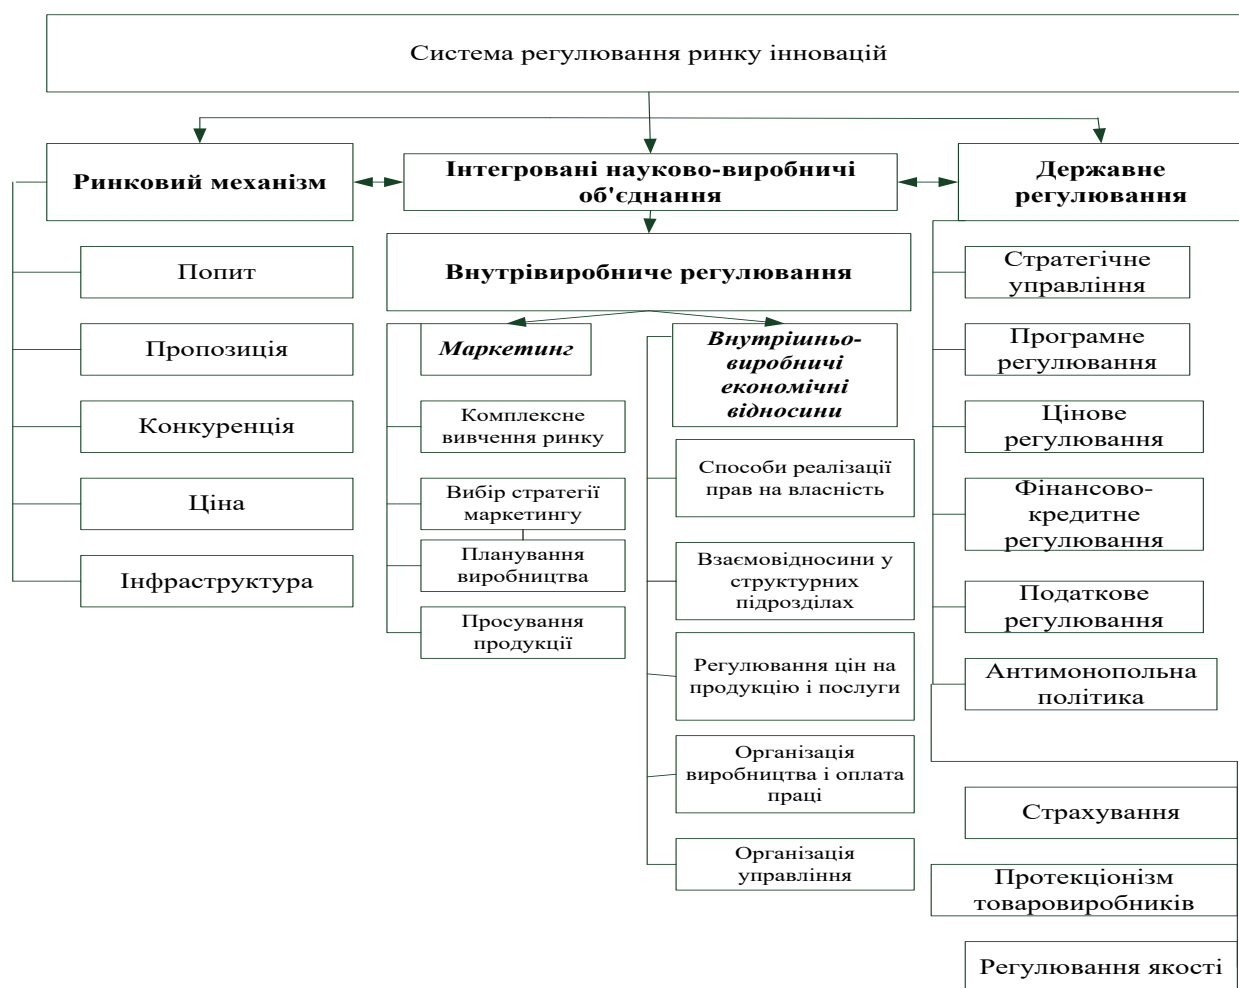 Система регулювання ринку інновацій
Ринковий механізм
Інтегровані науково-виробничі
об'єднання
Державне
регулювання
Попит
Пропозиція
Конкуренція
Ціна
Інфраструктура
Внутрівиробниче регулювання
Маркетинг
Комплексне
вивчення ринку
Вибір стратегії
маркетингу
Планування
виробництва
Просування
продукції
Внутрішньо-
виробничі
економічні
відносини
Способи реалізації
прав на власність
Взаємовідносини у
структурних
підрозділах
Регулювання цін на
продукцію і послуги
Організація
виробництва і оплата
праці
Організація
управління
Стратегічне
управління
Програмне
регулювання
Цінове
регулювання
Фінансово-
кредитне
регулювання
Податкове
регулювання
Антимонопольна
політика
Страхування
Протекціонізм
товаровиробників
Регулювання якості